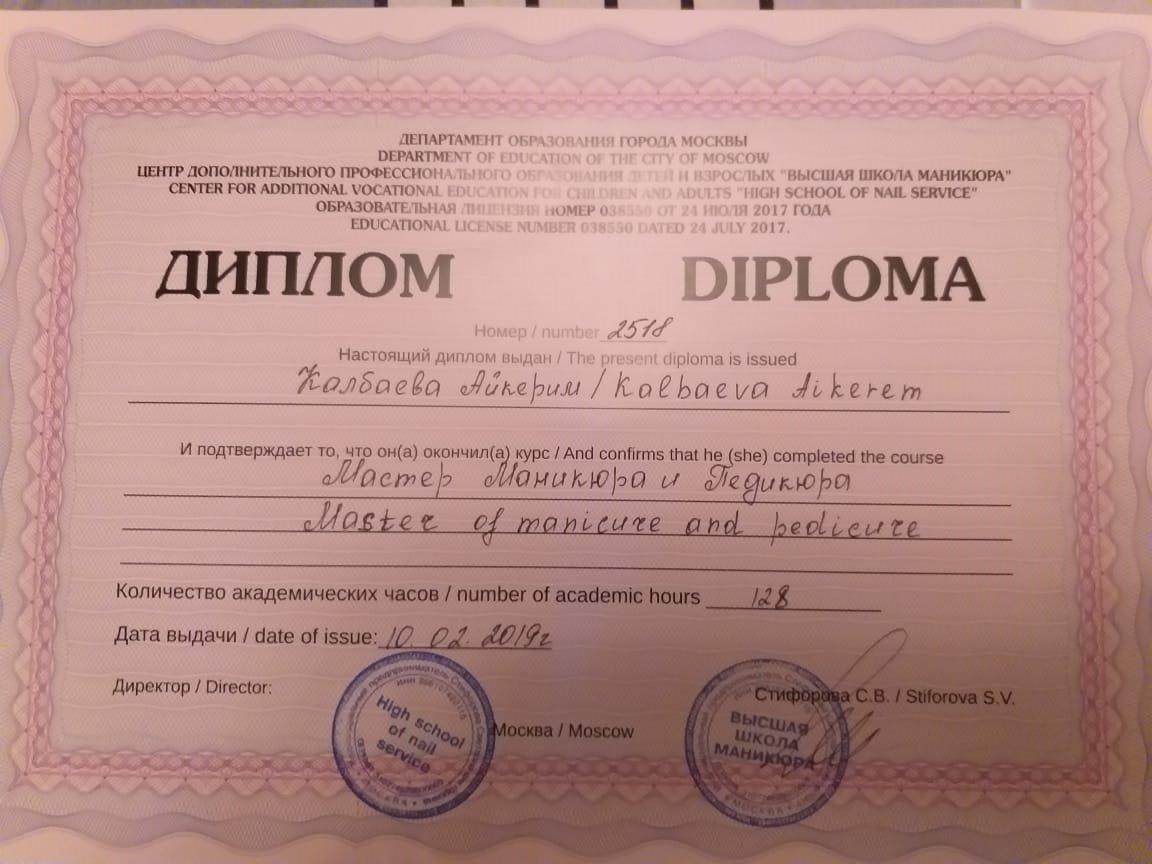 ДЕПАРТАМЕНТ ОБРАЗОВАНИЯ ГОРОДА МОСКВЫ
DEPARTMENT OF EDUCATION OF THE CITY OF MOSCOW
ЦЕНТР ДОПОЛНИТЕЛЬНОГО ПРОФЕССИОНАЛЬНОГО ОБРАЗОВАНИЯ ДЕТЕЙ И ВЗРОСЛЫХ "ВЫСШАЯ ШКОЛА МАНИКЮРА"
CENTER FOR ADDITIONAL VOCATIONAL EDUCATION FOR CHILDREN AND ADULTS "HIGH SCHOOL OF NAIL SERVICE"
ОБРАЗОВАТЕЛЬНАЯ ЛИЦЕНЗИЯ НОМЕР 038550 ОТ 24 ИЮЛЯ 2017 ГОДА
EDUCATIONAL LICENSE NUMBER 038550 DATED 24 JULY 2017.
ДИПЛОМ DIPLOMA
Номер / number 2518
Настоящий диплом выдан / The present diploma is issued
Калбаева Айкерим / Kalbaeva Aikerem
И подтверждает то, что он(а) окончил(а) курс / And confirms that he (she) completed the course
Мастер Маникюра и Педикюра
Master of manicure and pedicure
Количество академических часов / number of academic hours 128
Дата выдачи / date of issue: 10. 02. 2019г
Директор / Director:
Стифорова С.В. / Stiforova S.V.
High school
of nail
service
Москва / Moscow
ВЫСШАЯ
ШКОЛА
МАНИКЮРА